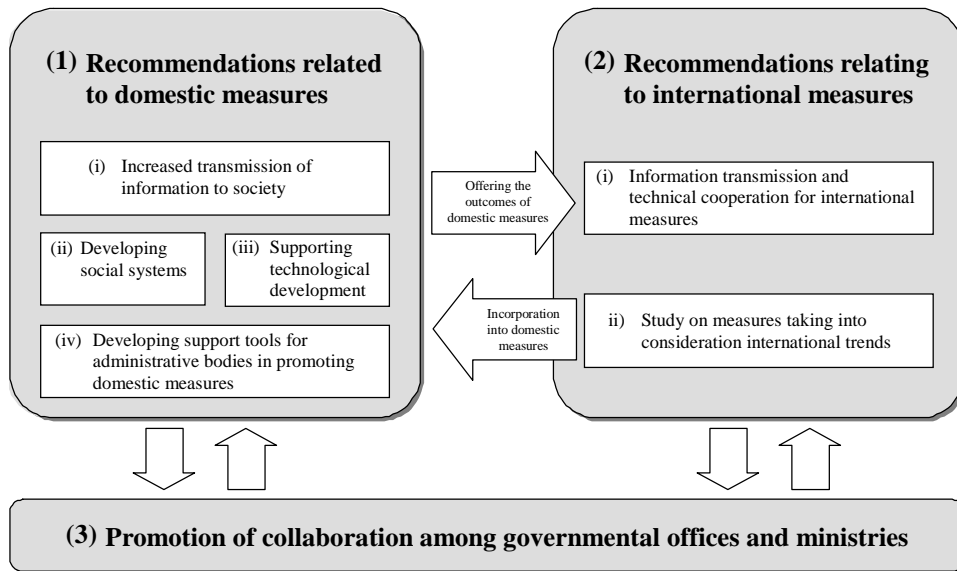 (1) Recommendations related
to domestic measures
(i) Increased transmission of
information to society
(ii) Developing
social systems
(iii) Supporting
technological
development
(iv) Developing support tools for
administrative bodies in promoting
domestic measures
Offering the
outcomes of
domestic measures
Incorporation
into domestic
measures
(2) Recommendations relating
to international measures
(i) Information transmission and
technical cooperation for international
measures
ii) Study on measures taking into
consideration international trends
(3) Promotion of collaboration among governmental offices and ministries